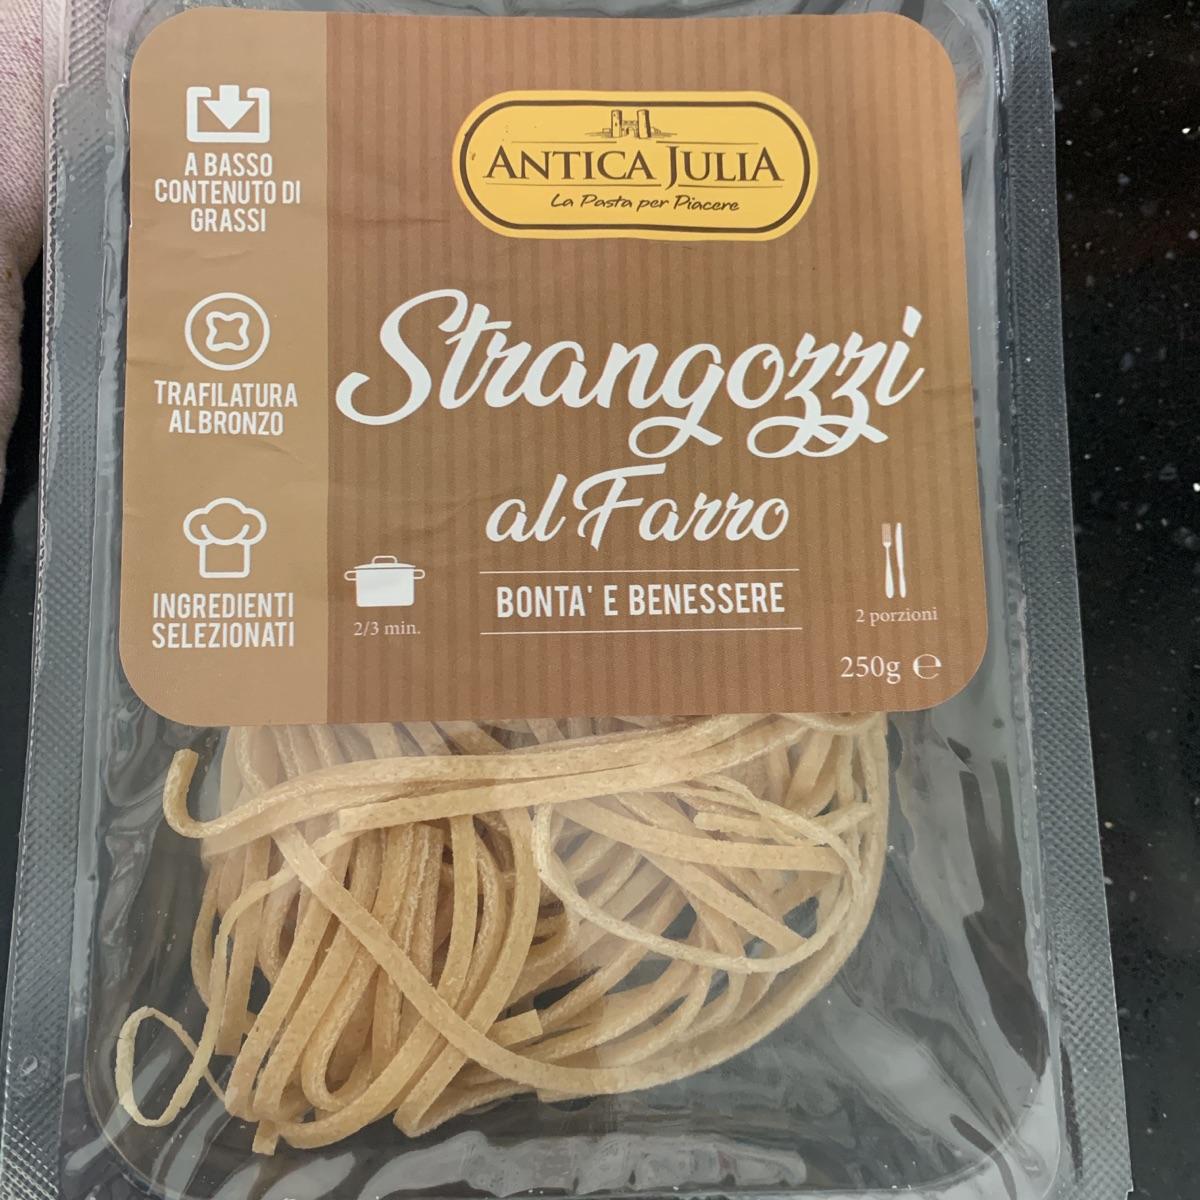 A BASSO
CONTENUTO DI
GRASSI
TRAFILATURA
AL BRONZO
INGREDIENTI
SELEZIONATI
ANTICA JULIA
La Pasta per Piacere
Strangozzi
al Farro
BONTA' E BENESSERE
2/3 min.
2 porzioni
250g ℮